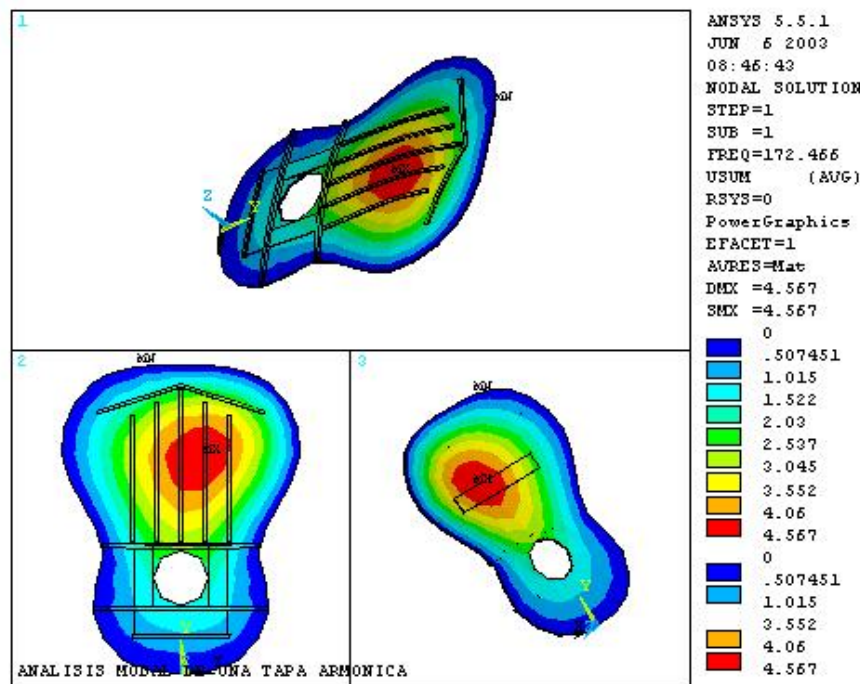 1
ANSYS 5.5.1
JUN 6 2003
08:46:43
NODAL SOLUTION
STEP=1
SUB =1
FREQ=172.466
USUM (AVG)
RSYS=0
PowerGraphics
EFACET=1
AVRES=Mat
DMX =4.567
SMX =4.567
0
.507451
1.015
1.522
2.03
2.537
3.045
3.552
4.06
4.567
0
.507451
1.015
3.552
4.06
4.567
MN
Z
Y
2
MN
MX
Y
3
MN
Y
ANALISIS MODAL DE UNA TAPA ARMONICA